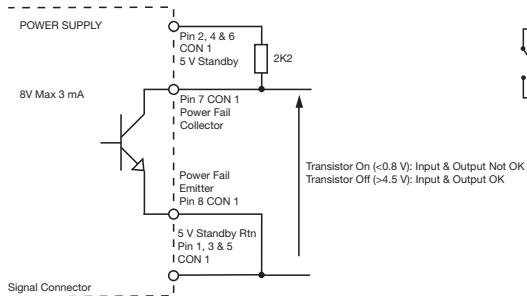 POWER SUPPLY
Pin 2, 4 & 6
CON 1
5 V Standby
2K2
8V Max 3 mA
Pin 7 CON 1
Power Fail
Collector
Transistor On (<0.8 V): Input & Output Not OK
Transistor Off (>4.5 V): Input & Output OK
Power Fail
Emitter
Pin 8 CON 1
5 V Standby Rtn
Pin 1, 3 & 5
CON 1
Signal Connector